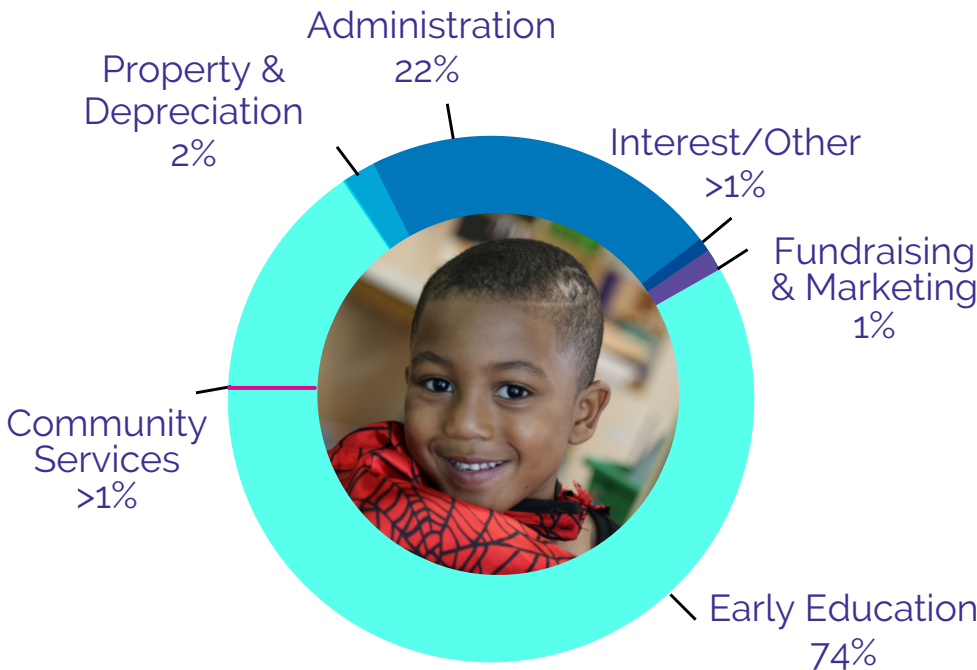 Administration
22%
Property &
Depreciation
2%
Interest/Other
>1%
Fundraising
& Marketing
1%
Community
Services
>1%
Early Education
74%